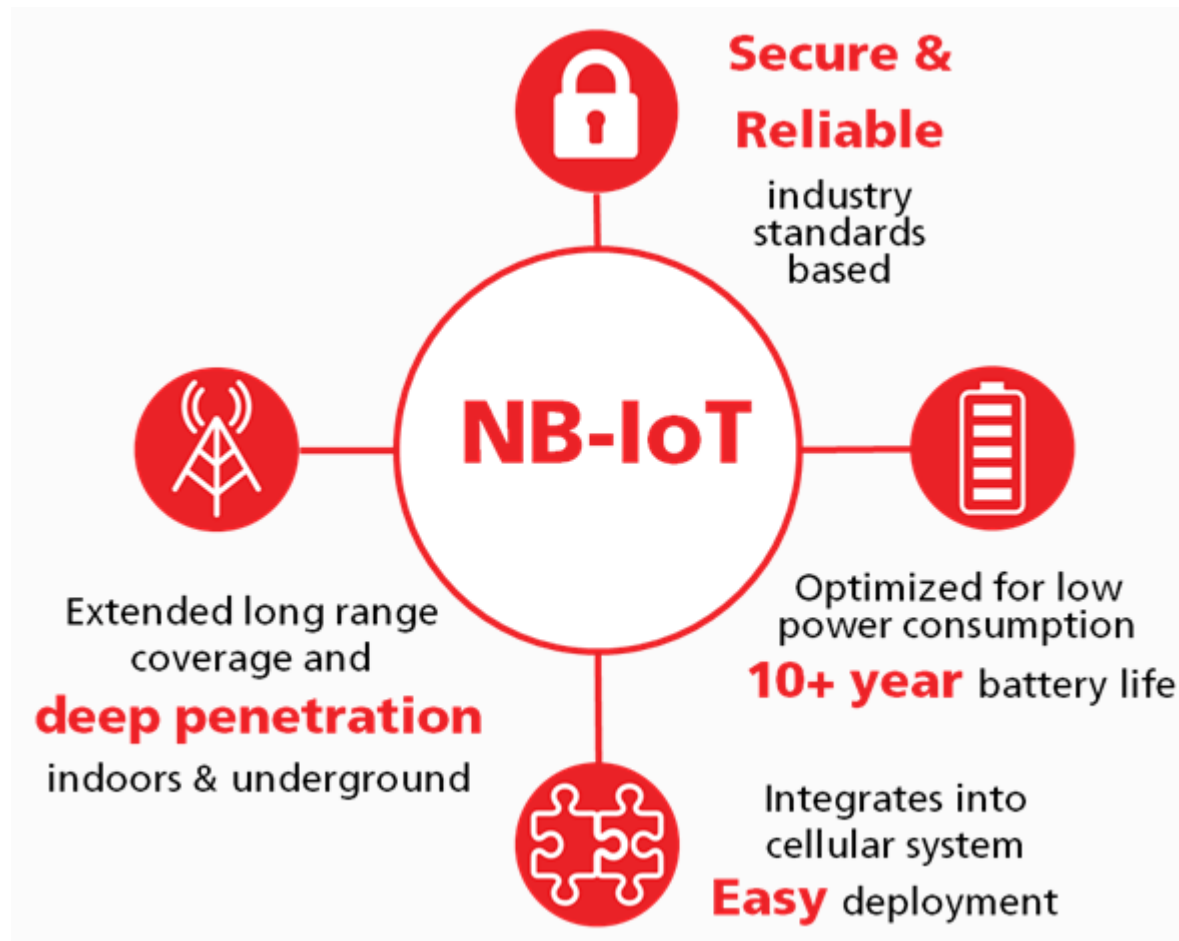 Secure &
Reliable
industry
standards
based
NB-IoT
Extended long range
coverage and
deep penetration
indoors & underground
Optimized for low
power consumption
10+ year battery life
Integrates into
cellular system
Easy deployment